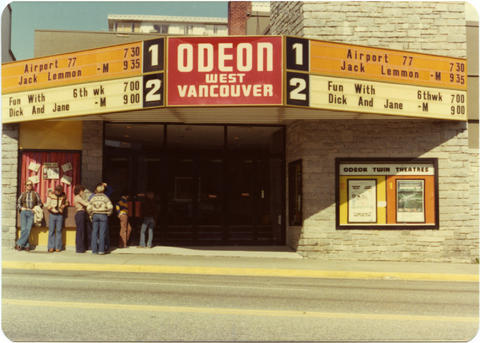 Airport 77 7 30
Jack Lemmon -M 9 35
1
Fun With 6th wk 7 00
Dick And Jane -M 9 00
2
ODEON
WEST
VANCOUVER
1
Airport 77 7 30
Jack Lemmon -M 9 35
2
Fun With 6th wk 7 00
Dick And Jane -M 9 00
ODEON TWIN THEATRES